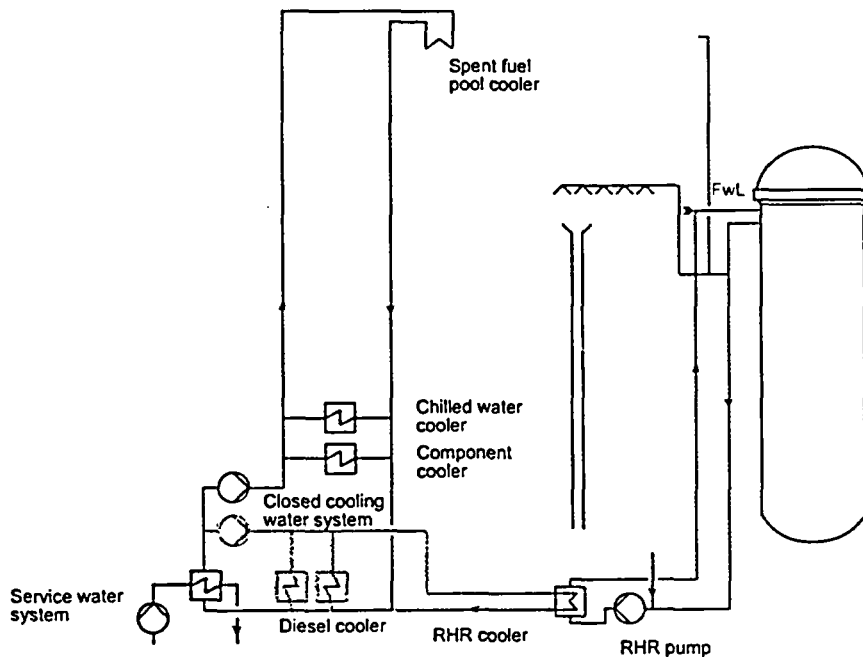 Spent fuel
pool cooler
FwL
Chilled water
cooler
Component
cooler
Closed cooling
water system
Service water
system
Diesel cooler
RHR cooler
RHR pump